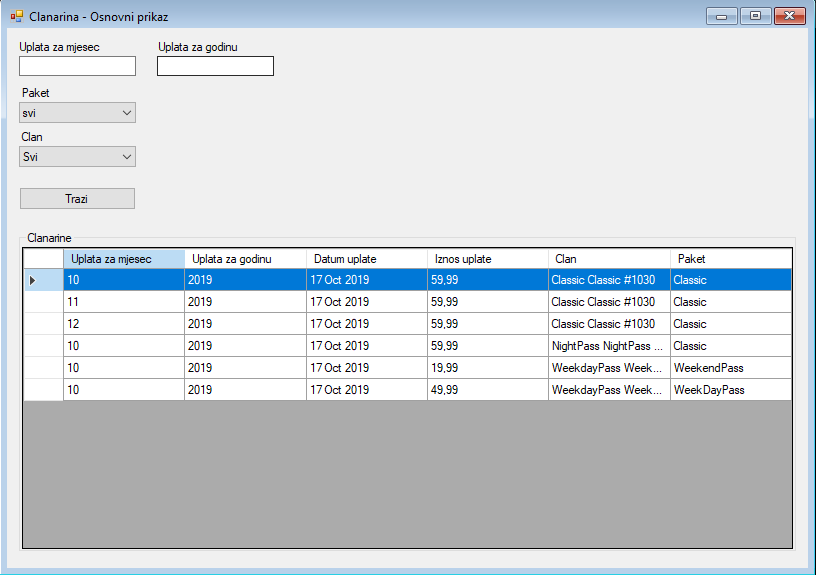 Clanarina - Osnovni prikaz
Uplata za mjesec Uplata za godinu
Paket
svi
Clan
Svi
Trazi
Clanarine
Uplata za mjesec Uplata za godinu Datum uplate Iznos uplate Clan Paket
10 2019 17 Oct 2019 59,99 Classic Classic #1030 Classic
11 2019 17 Oct 2019 59,99 Classic Classic #1030 Classic
12 2019 17 Oct 2019 59,99 Classic Classic #1030 Classic
10 2019 17 Oct 2019 59,99 NightPass NightPass ... Classic
10 2019 17 Oct 2019 19,99 WeekdayPass Week... WeekendPass
10 2019 17 Oct 2019 49,99 WeekdayPass Week... WeekDayPass